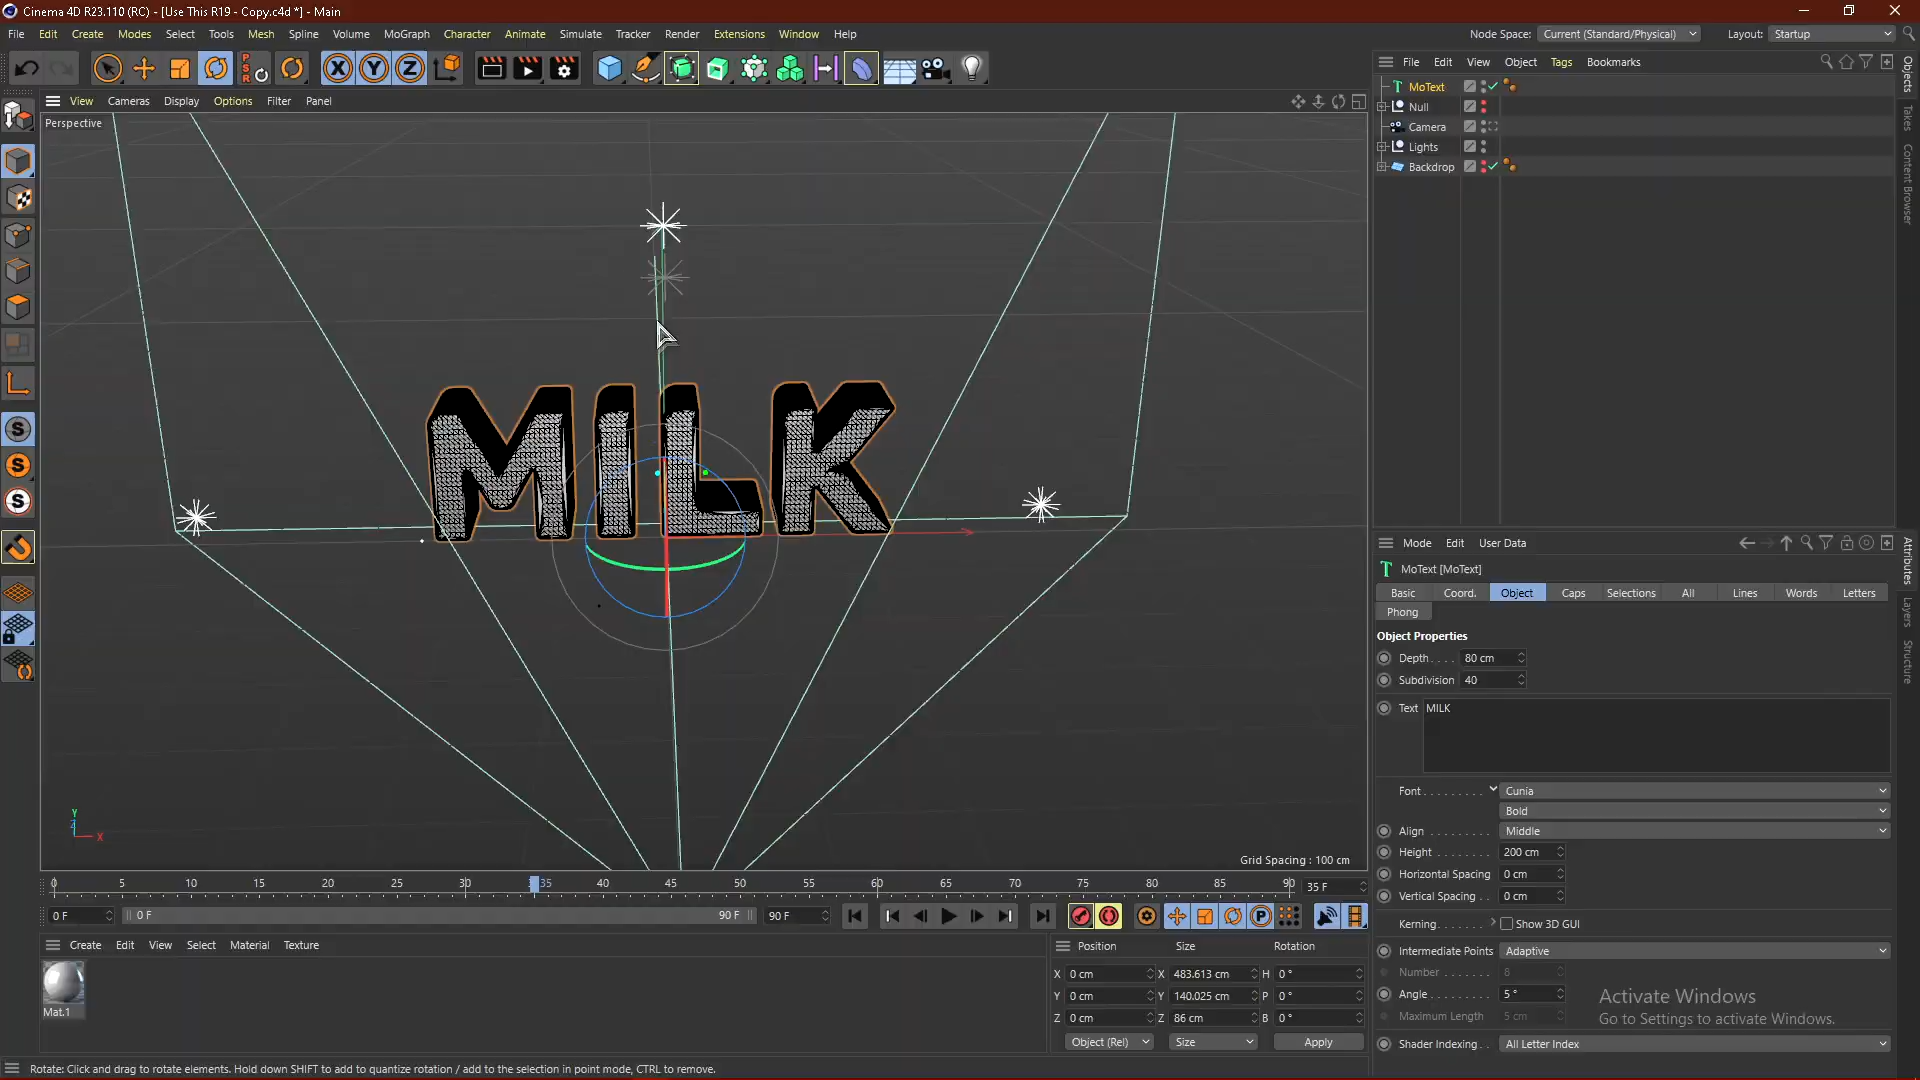 Cinema 4D R23.110 (RC) - [Use This R19 - Copy.c4d *] - Main
File Edit Create Modes Select Tools Mesh Spline Volume MoGraph Character Animate Simulate Tracker Render Extensions Window Help
Node Space: Current (Standard/Physical) Layout: Startup
X Y Z PSR
File Edit View Object Tags Bookmarks
View Cameras Display Options Filter Panel
Perspective
MoText
Null
Camera
Lights
Backdrop
Objects
Takes
Content Browser
MILK
Y
Z
X
Grid Spacing : 100 cm
Mode Edit User Data
MoText [MoText]
Basic Coord. Object Caps Selections All Lines Words Letters
Phong
Object Properties
Depth . . . . 80 cm
Subdivision 40
Text MILK
Font . . . . . . . . . Cunia
Bold
Align . . . . . . . . . Middle
Height . . . . . . . . 200 cm
Horizontal Spacing 0 cm
Vertical Spacing . . 0 cm
Kerning. . . . . . . Show 3D GUI
Intermediate Points Adaptive
Number . . . . . . . 8
Angle . . . . . . . . . 5 °
Maximum Length 5 cm
Shader Indexing. . . All Letter Index
Attributes
Layers
Structure
Activate Windows
Go to Settings to activate Windows.
0 5 10 15 20 25 30 35 40 45 50 55 60 65 70 75 80 85 90 35 F
0 F 0 F 90 F 90 F
Create Edit View Select Material Texture
Mat.1
Position Size Rotation
X 0 cm X 483.613 cm H 0 °
Y 0 cm Y 140.025 cm P 0 °
Z 0 cm Z 86 cm B 0 °
Object (Rel) Size Apply
Rotate: Click and drag to rotate elements. Hold down SHIFT to add to quantize rotation / add to the selection in point mode, CTRL to remove.